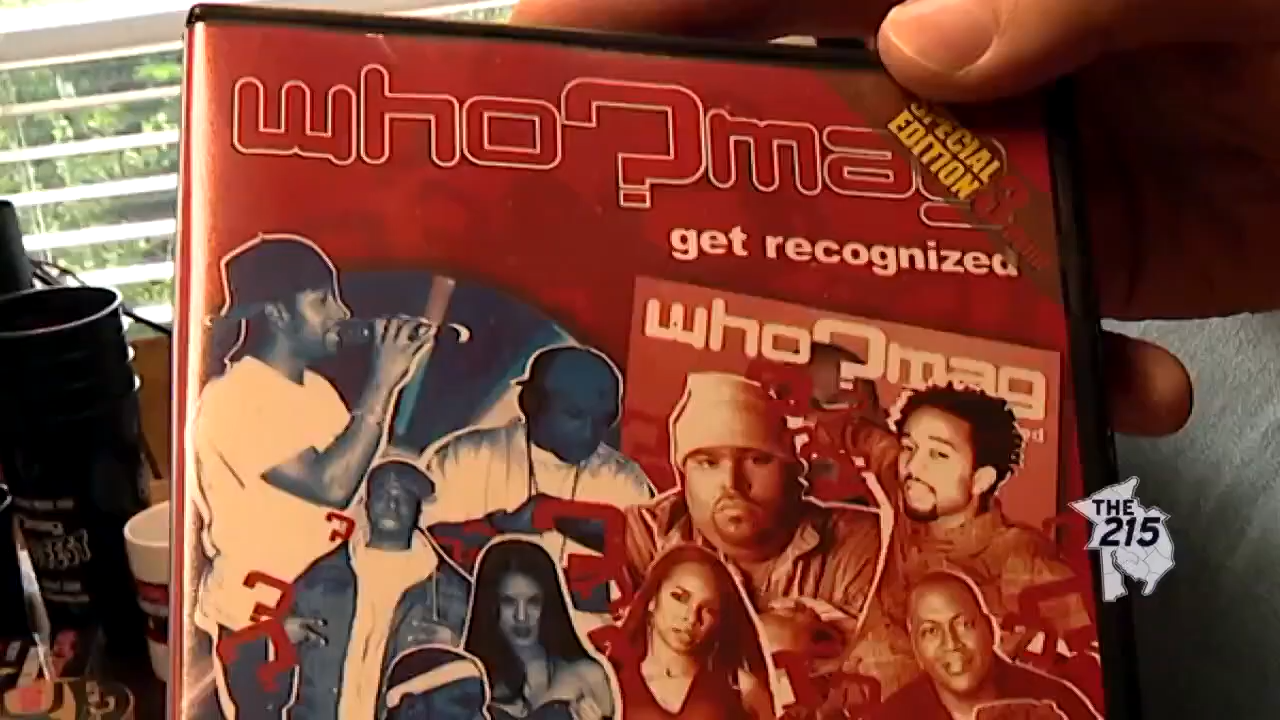 who?mag
SPECIAL
EDITION
get recognized
who?mag
THE
215